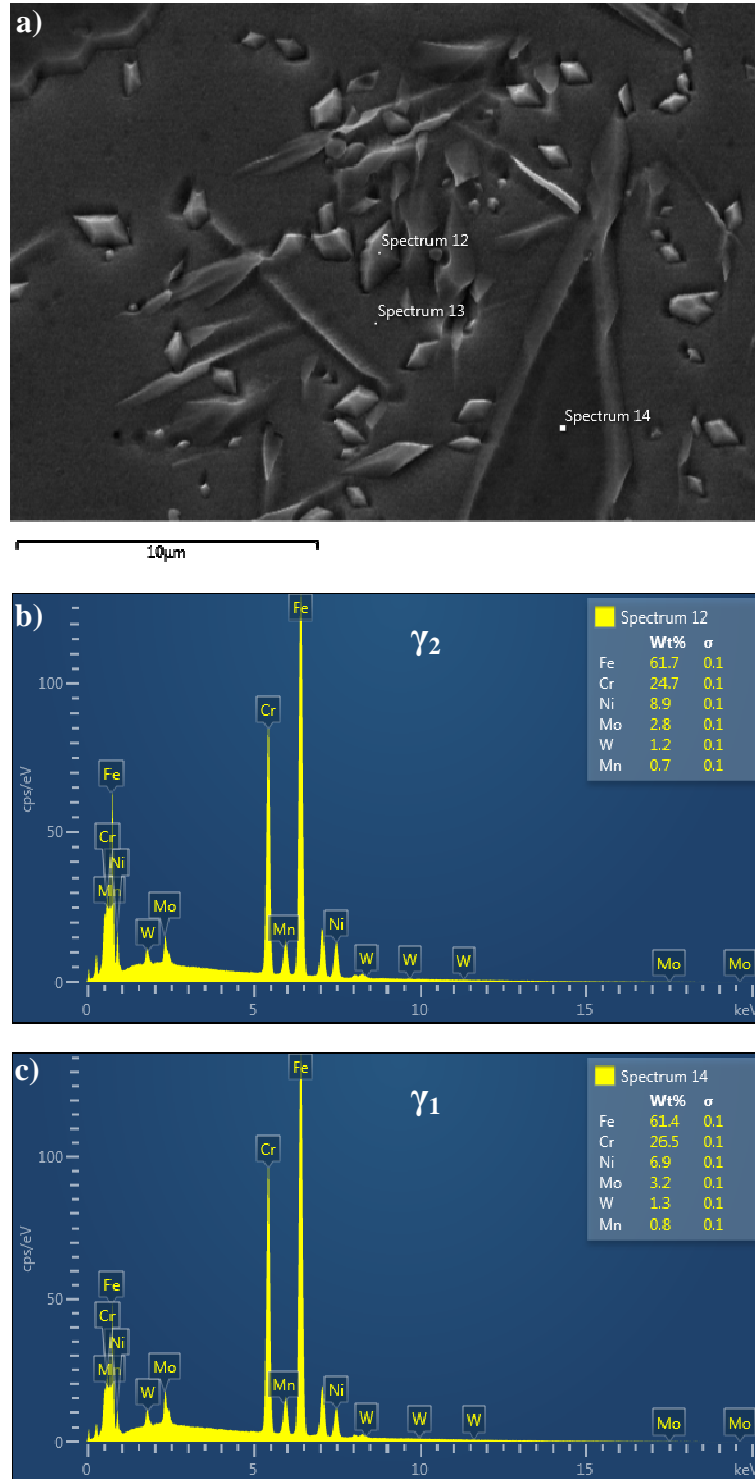 a)
Spectrum 12
Spectrum 13
Spectrum 14
10µm
b)
γ2
Spectrum 12
Wt% σ
Fe 61.7 0.1
Cr 24.7 0.1
Ni 8.9 0.1
Mo 2.8 0.1
W 1.2 0.1
Mn 0.7 0.1
Fe
Cr
Fe
Cr
Ni
Mn
W
Mo
Mn
Ni
W
W
W
Mo
Mo
cps/eV
100
50
0
0 5 10 15 keV
c)
γ1
Spectrum 14
Wt% σ
Fe 61.4 0.1
Cr 26.5 0.1
Ni 6.9 0.1
Mo 3.2 0.1
W 1.3 0.1
Mn 0.8 0.1
Fe
Cr
Fe
Cr
Ni
Mn
W
Mo
Mn
Ni
W
W
W
Mo
Mo
cps/eV
100
50
0
0 5 10 15 keV